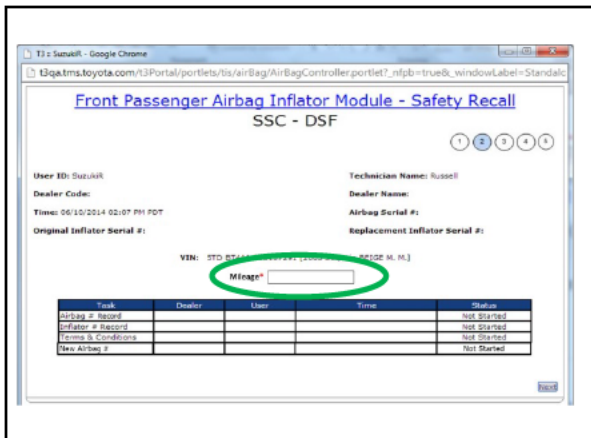 T3 :: SuzukiR - Google Chrome
t3qa.tms.toyota.com/t3Portal/portlets/tis/airBag/AirBagController.portlet?_nfpb=true&_windowLabel=Standalc
Front Passenger Airbag Inflator Module - Safety Recall
SSC - DSF
1 2 3 4 5
User ID: SuzukiR Technician Name: Russell
Dealer Code: Dealer Name:
Time: 06/10/2014 02:07 PM PDT Airbag Serial #:
Original Inflator Serial #: Replacement Inflator Serial #:
VIN: BEIGE M. M.)
Mileage*
Task Dealer User Time Status
Airbag # Record Not Started
Inflator # Record Not Started
Terms & Conditions Not Started
New Airbag # Not Started
Next